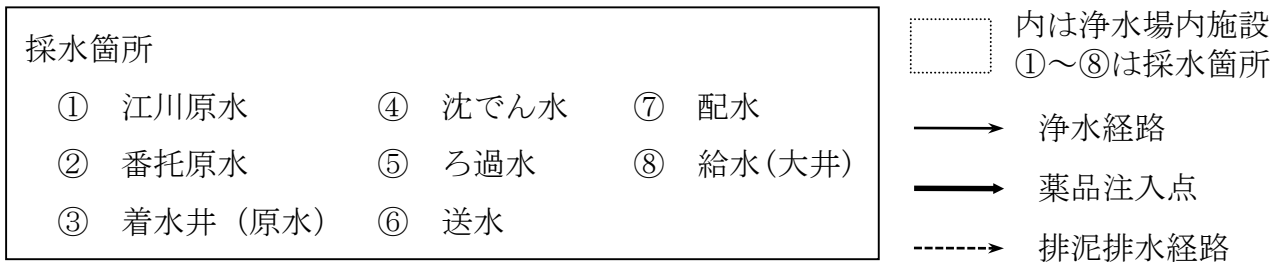 採水箇所
① 江川原水 ④ 沈でん水 ⑦ 配水
② 番托原水 ⑤ ろ過水 ⑧ 給水(大井)
③ 着水井（原水） ⑥ 送水
内は浄水場内施設
①～⑧は採水箇所
浄水経路
薬品注入点
排泥排水経路